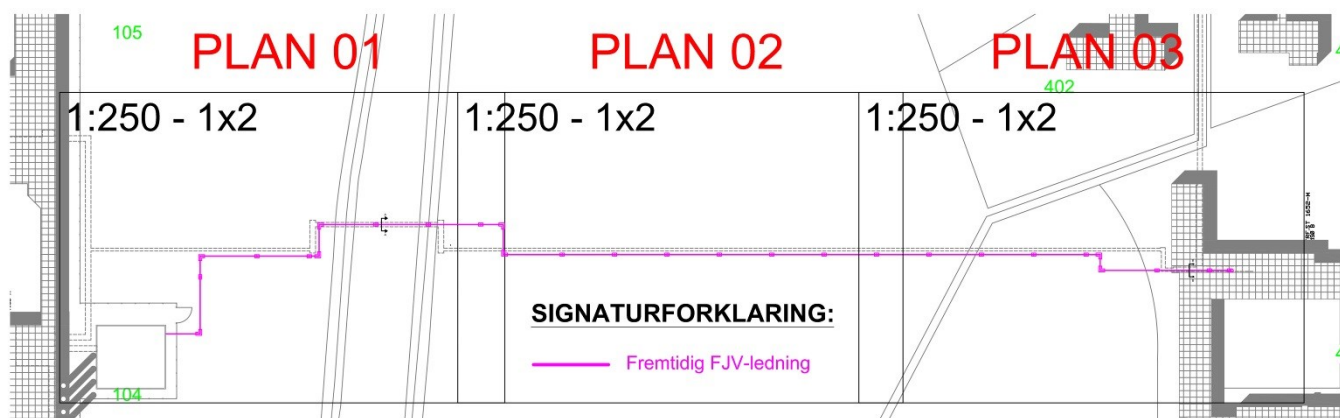 105
PLAN 01
PLAN 02
PLAN 03
402
1:250 - 1x2
1:250 - 1x2
1:250 - 1x2
SIGNATURFORKLARING:
Fremtidig FJV-ledning
104